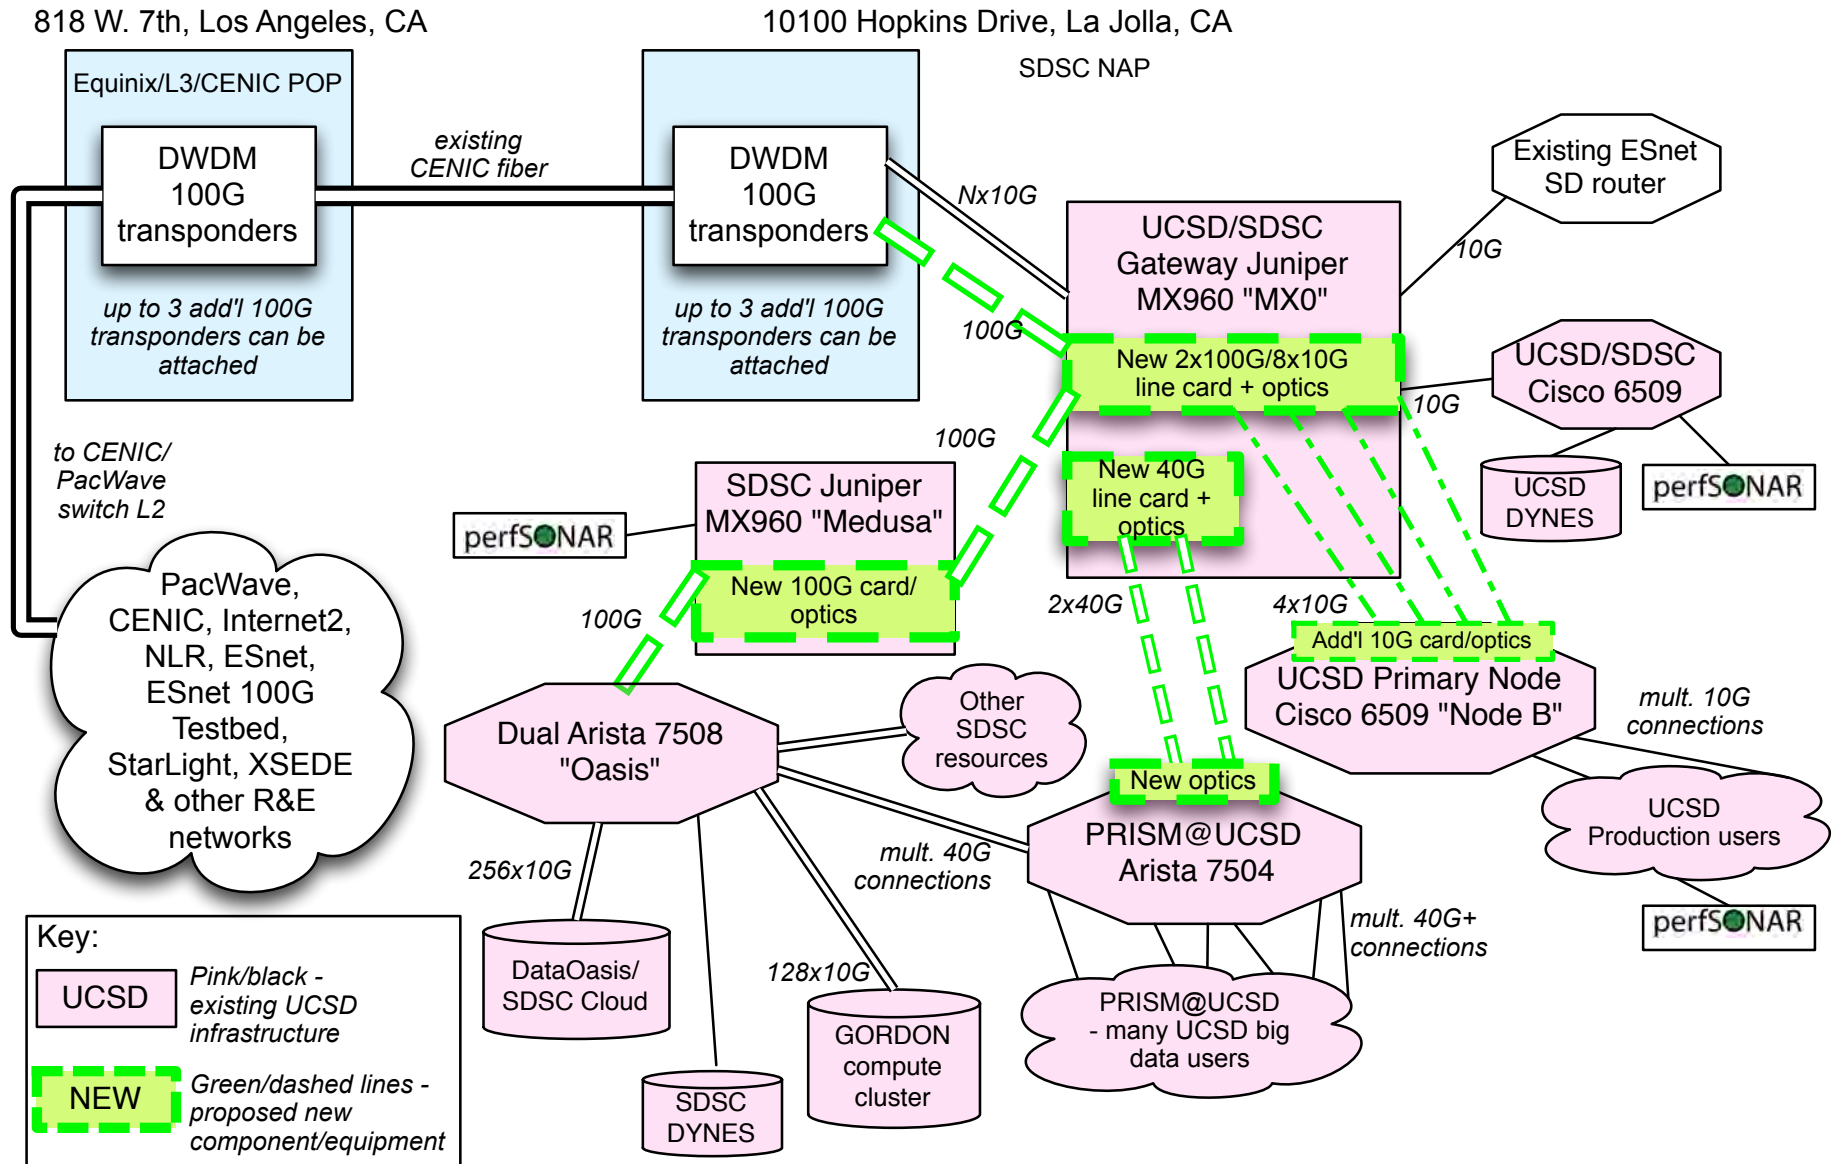 818 W. 7th, Los Angeles, CA
10100 Hopkins Drive, La Jolla, CA
SDSC NAP
Equinix/L3/CENIC POP
DWDM
100G
transponders
up to 3 add'l 100G
transponders can be
attached
existing
CENIC fiber
DWDM
100G
transponders
up to 3 add'l 100G
transponders can be
attached
Nx10G
100G
UCSD/SDSC
Gateway Juniper
MX960 "MX0"
New 2x100G/8x10G
line card + optics
New 40G
line card +
optics
Existing ESnet
SD router
10G
UCSD/SDSC
Cisco 6509
10G
UCSD
DYNES
perfSONAR
to CENIC/
PacWave
switch L2
100G
SDSC Juniper
MX960 "Medusa"
perfSONAR
New 100G card/
optics
100G
2x40G
4x10G
PacWave,
CENIC, Internet2,
NLR, ESnet,
ESnet 100G
Testbed,
StarLight, XSEDE
& other R&E
networks
Add'l 10G card/optics
UCSD Primary Node
Cisco 6509 "Node B"
mult. 10G
connections
Other
SDSC
resources
Dual Arista 7508
"Oasis"
New optics
PRISM@UCSD
Arista 7504
UCSD
Production users
perfSONAR
256x10G
mult. 40G
connections
mult. 40G+
connections
128x10G
DataOasis/
SDSC Cloud
GORDON
compute
cluster
PRISM@UCSD
- many UCSD big
data users
SDSC
DYNES
Key:
UCSD
Pink/black -
existing UCSD
infrastructure
NEW
Green/dashed lines -
proposed new
component/equipment